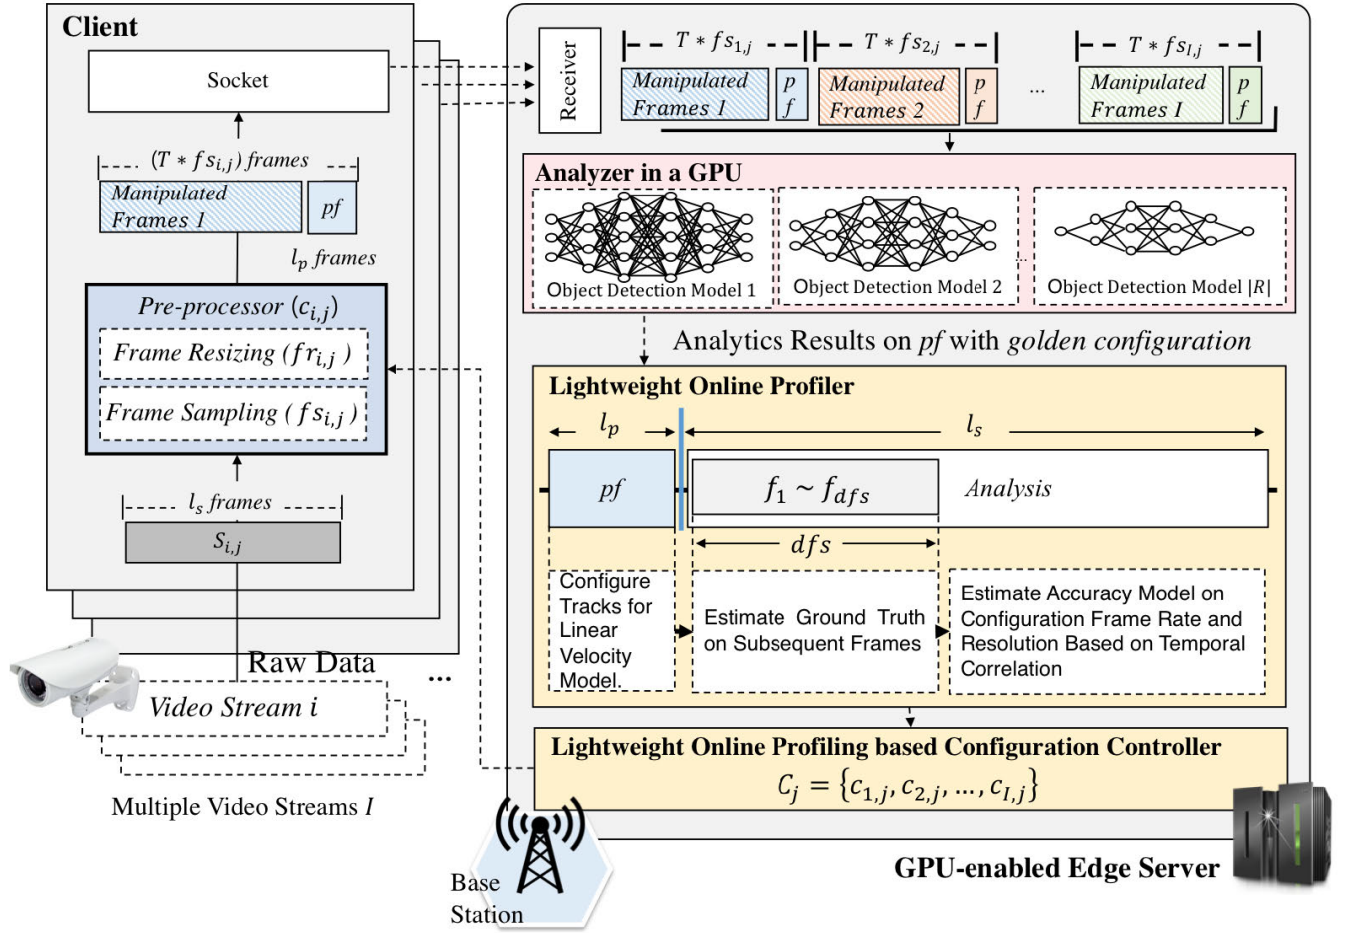 Client
Socket
(T * fs_{i,j}) frames
Manipulated
Frames 1
pf
l_p frames
Pre-processor (c_{i,j})
Frame Resizing (fr_{i,j} )
Frame Sampling ( fs_{i,j} )
l_s frames
S_{i,j}
Raw Data
...
Video Stream i
Multiple Video Streams I
Receiver
T * fs_{1,j}
T * fs_{2,j}
T * fs_{I,j}
Manipulated
Frames 1
p
f
Manipulated
Frames 2
p
f
...
Manipulated
Frames I
p
f
Analyzer in a GPU
Object Detection Model 1
Object Detection Model 2
...
Object Detection Model |R|
Analytics Results on pf with golden configuration
Lightweight Online Profiler
l_p
l_s
pf
f_1 ~ f_{dfs}
Analysis
dfs
Configure
Tracks for
Linear
Velocity
Model.
Estimate Ground Truth
on Subsequent Frames
Estimate Accuracy Model on
Configuration Frame Rate and
Resolution Based on Temporal
Correlation
Lightweight Online Profiling based Configuration Controller
C_j = {c_{1,j}, c_{2,j}, ..., c_{I,j}}
Base
Station
GPU-enabled Edge Server